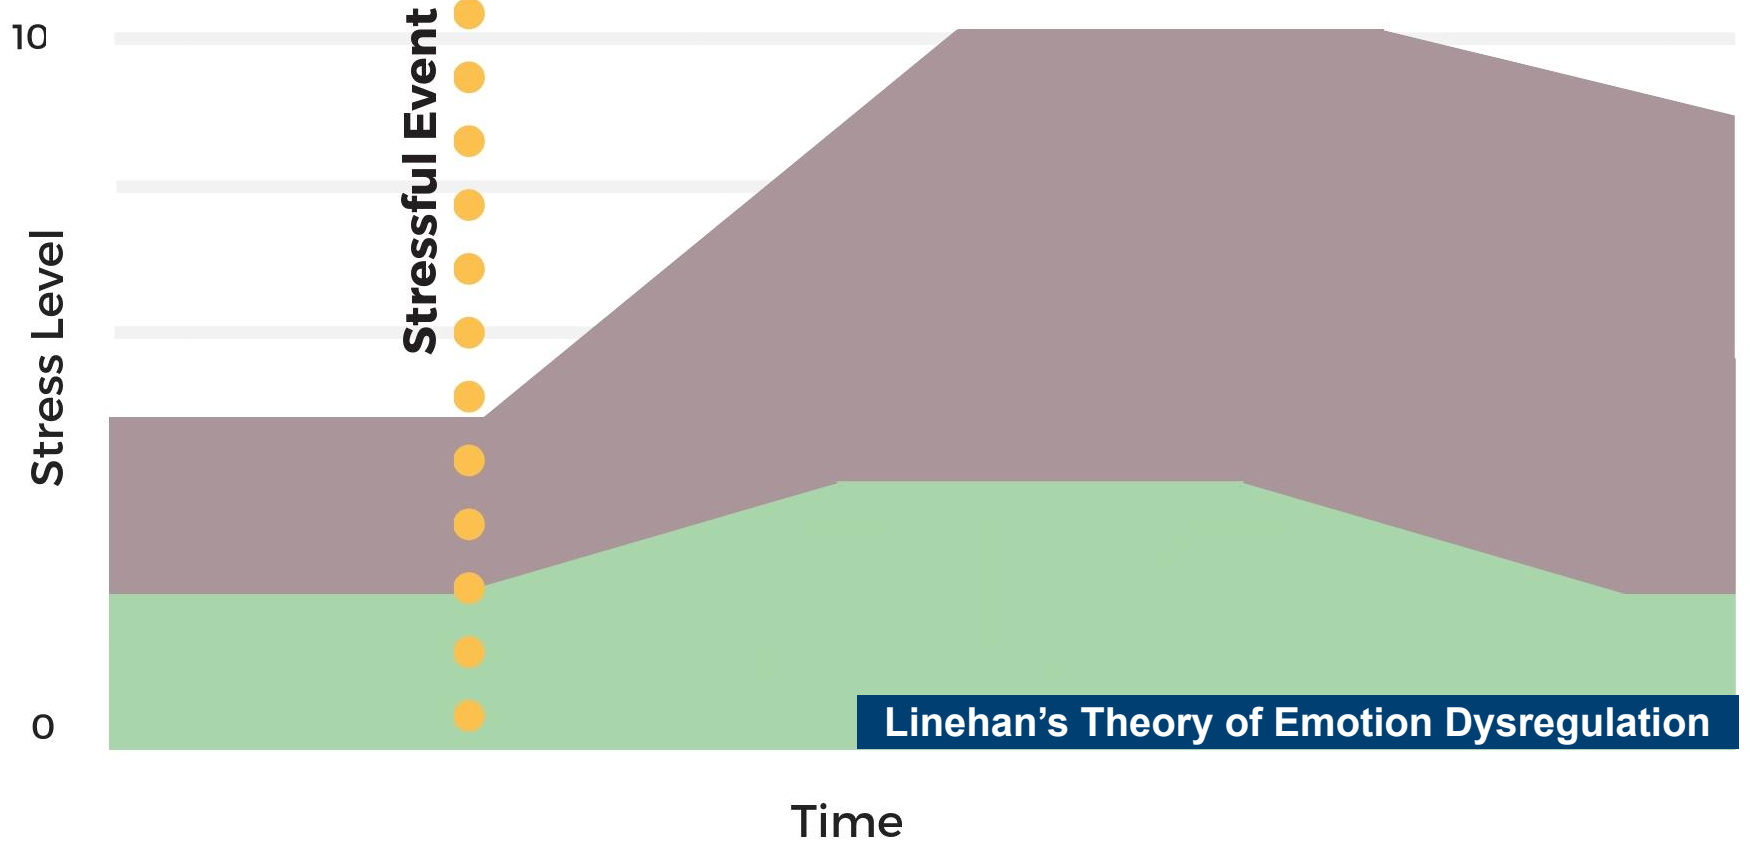 10
Stressful Event
Stress Level
0
Linehan’s Theory of Emotion Dysregulation
Time